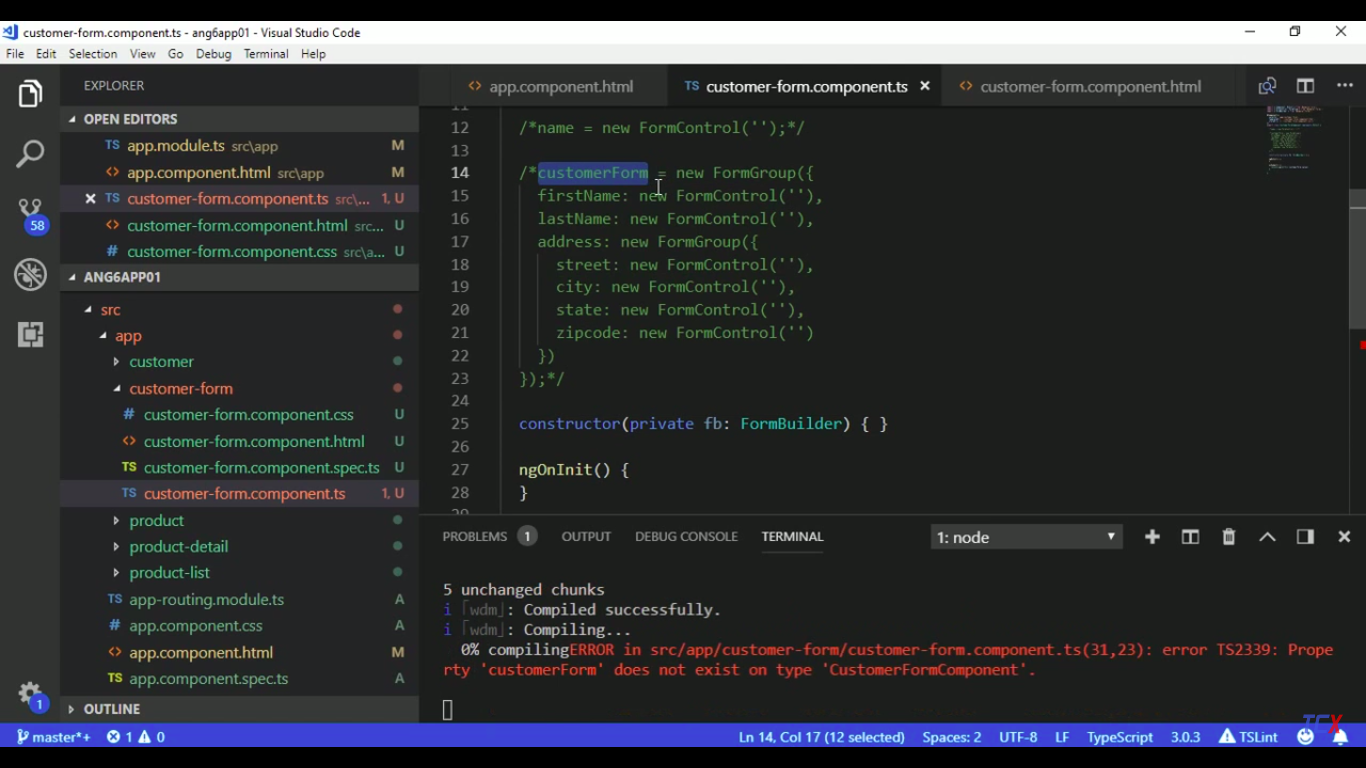 customer-form.component.ts - ang6app01 - Visual Studio Code
File Edit Selection View Go Debug Terminal Help
EXPLORER
OPEN EDITORS
TS app.module.ts src\app M
<> app.component.html src\app M
TS customer-form.component.ts src\... 1, U
<> customer-form.component.html src... U
# customer-form.component.css src\a... U
ANG6APP01
src
app
customer
customer-form
# customer-form.component.css U
<> customer-form.component.html U
TS customer-form.component.spec.ts U
TS customer-form.component.ts 1, U
product
product-detail
product-list
TS app-routing.module.ts A
# app.component.css A
<> app.component.html M
TS app.component.spec.ts A
OUTLINE
58
1
<> app.component.html TS customer-form.component.ts <> customer-form.component.html
11
12 /*name = new FormControl('');*/
13
14 /*customerForm = new FormGroup({
15 firstName: new FormControl(''),
16 lastName: new FormControl(''),
17 address: new FormGroup({
18 street: new FormControl(''),
19 city: new FormControl(''),
20 state: new FormControl(''),
21 zipcode: new FormControl('')
22 })
23 });*/
24
25 constructor(private fb: FormBuilder) { }
26
27 ngOnInit() {
28 }
29
PROBLEMS 1 OUTPUT DEBUG CONSOLE TERMINAL 1: node
5 unchanged chunks
i ｢wdm｣: Compiled successfully.
i ｢wdm｣: Compiling...
0% compilingERROR in src/app/customer-form/customer-form.component.ts(31,23): error TS2339: Prope
rty 'customerForm' does not exist on type 'CustomerFormComponent'.
master*+ 1 0 Ln 14, Col 17 (12 selected) Spaces: 2 UTF-8 LF TypeScript 3.0.3 TSLint